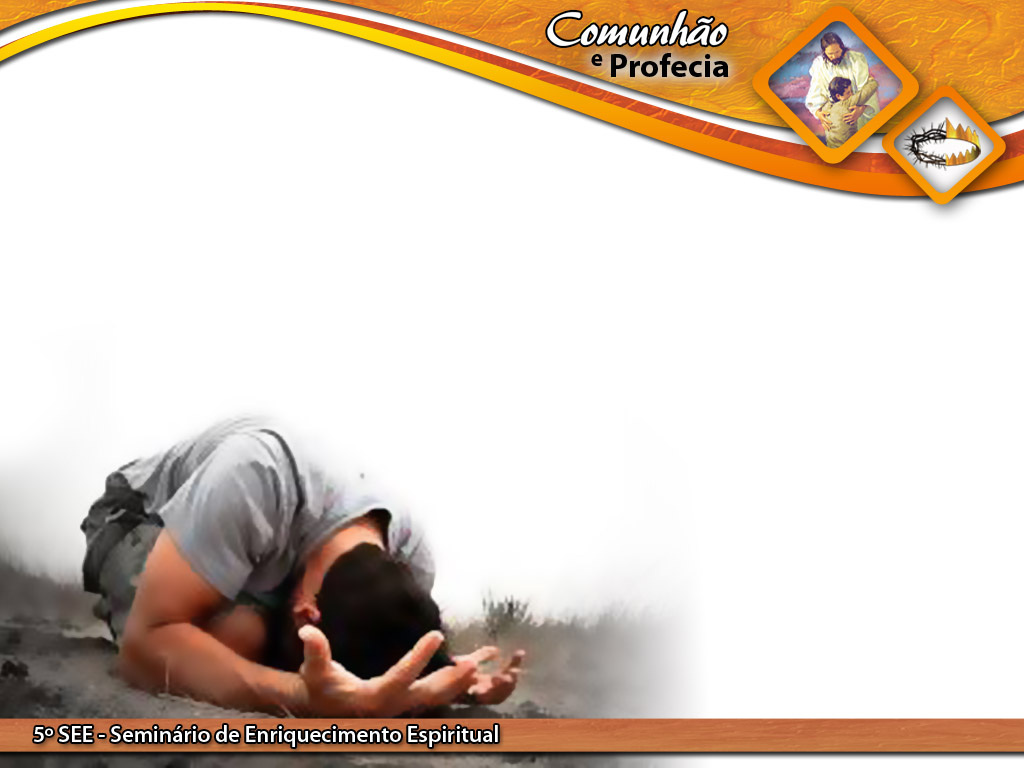 Comunhão
e Profecia
5º SEE - Seminário de Enriquecimento Espiritual